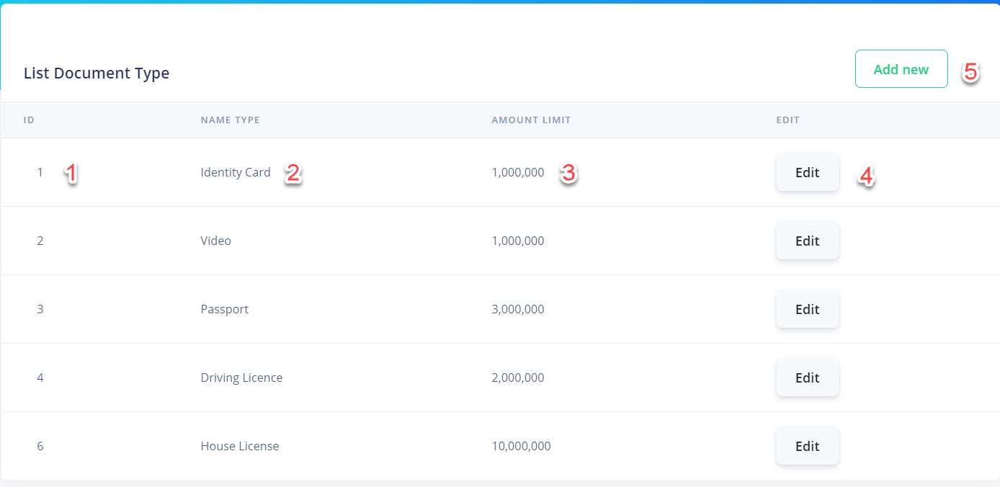 List Document Type
Add new 5
ID NAME TYPE AMOUNT LIMIT EDIT
1 1 Identity Card 2 1,000,000 3 Edit 4
2 Video 1,000,000 Edit
3 Passport 3,000,000 Edit
4 Driving Licence 2,000,000 Edit
6 House License 10,000,000 Edit